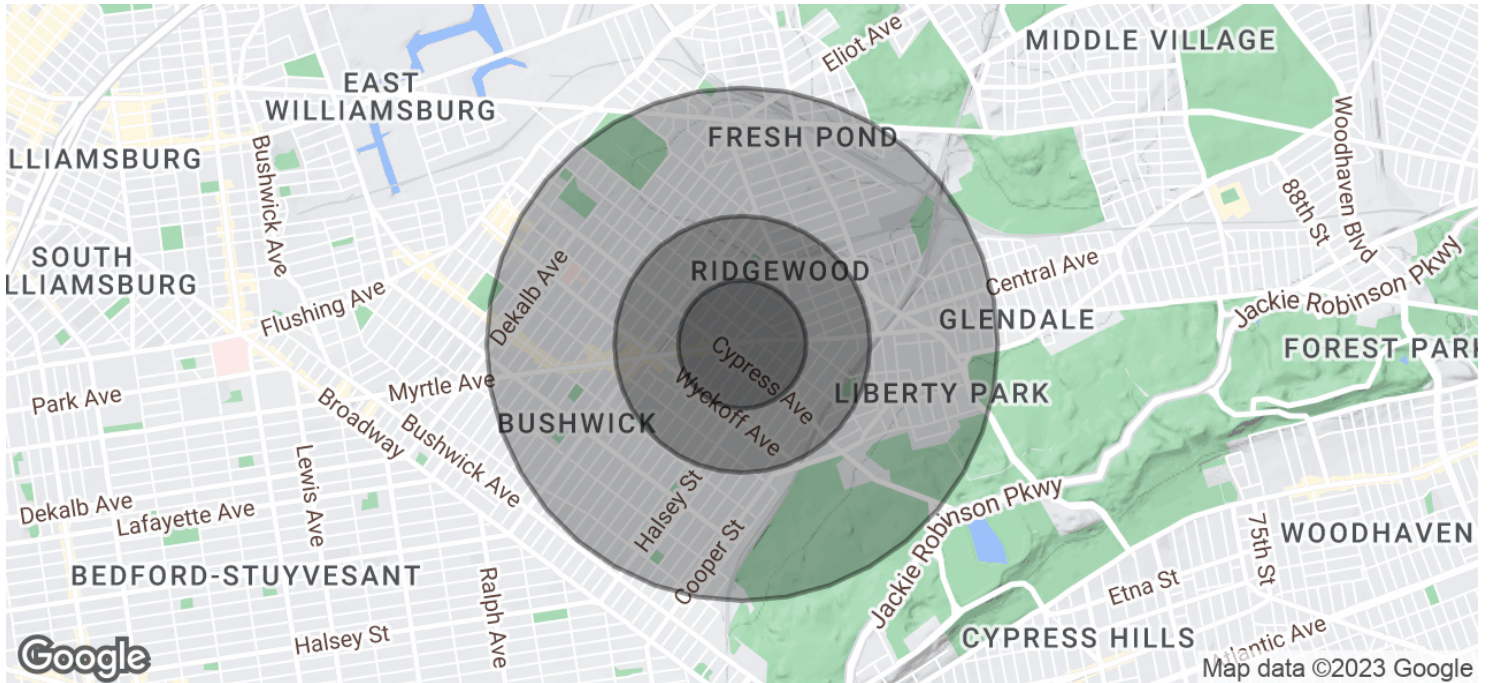 Eliot Ave
MIDDLE VILLAGE
EAST
WILLIAMSBURG
FRESH POND
Woodhaven Blvd
LLIAMSBURG
Bushwick Ave
88th St
SOUTH
LLIAMSBURG
RIDGEWOOD
Central Ave
Jackie Robinson Pkwy
Dekalb Ave
Flushing Ave
GLENDALE
FOREST PARK
Cypress Ave
Park Ave
Myrtle Ave
Wyckoff Ave
LIBERTY PARK
Broadway
BUSHWICK
Bushwick Ave
Lewis Ave
Dekalb Ave
Lafayette Ave
Halsey St
Jackie Robinson Pkwy
75th St
WOODHAVEN
Cooper St
BEDFORD-STUYVESANT
Ralph Ave
Etna St
Halsey St
CYPRESS HILLS
Atlantic Ave
Google
Map data ©2023 Google